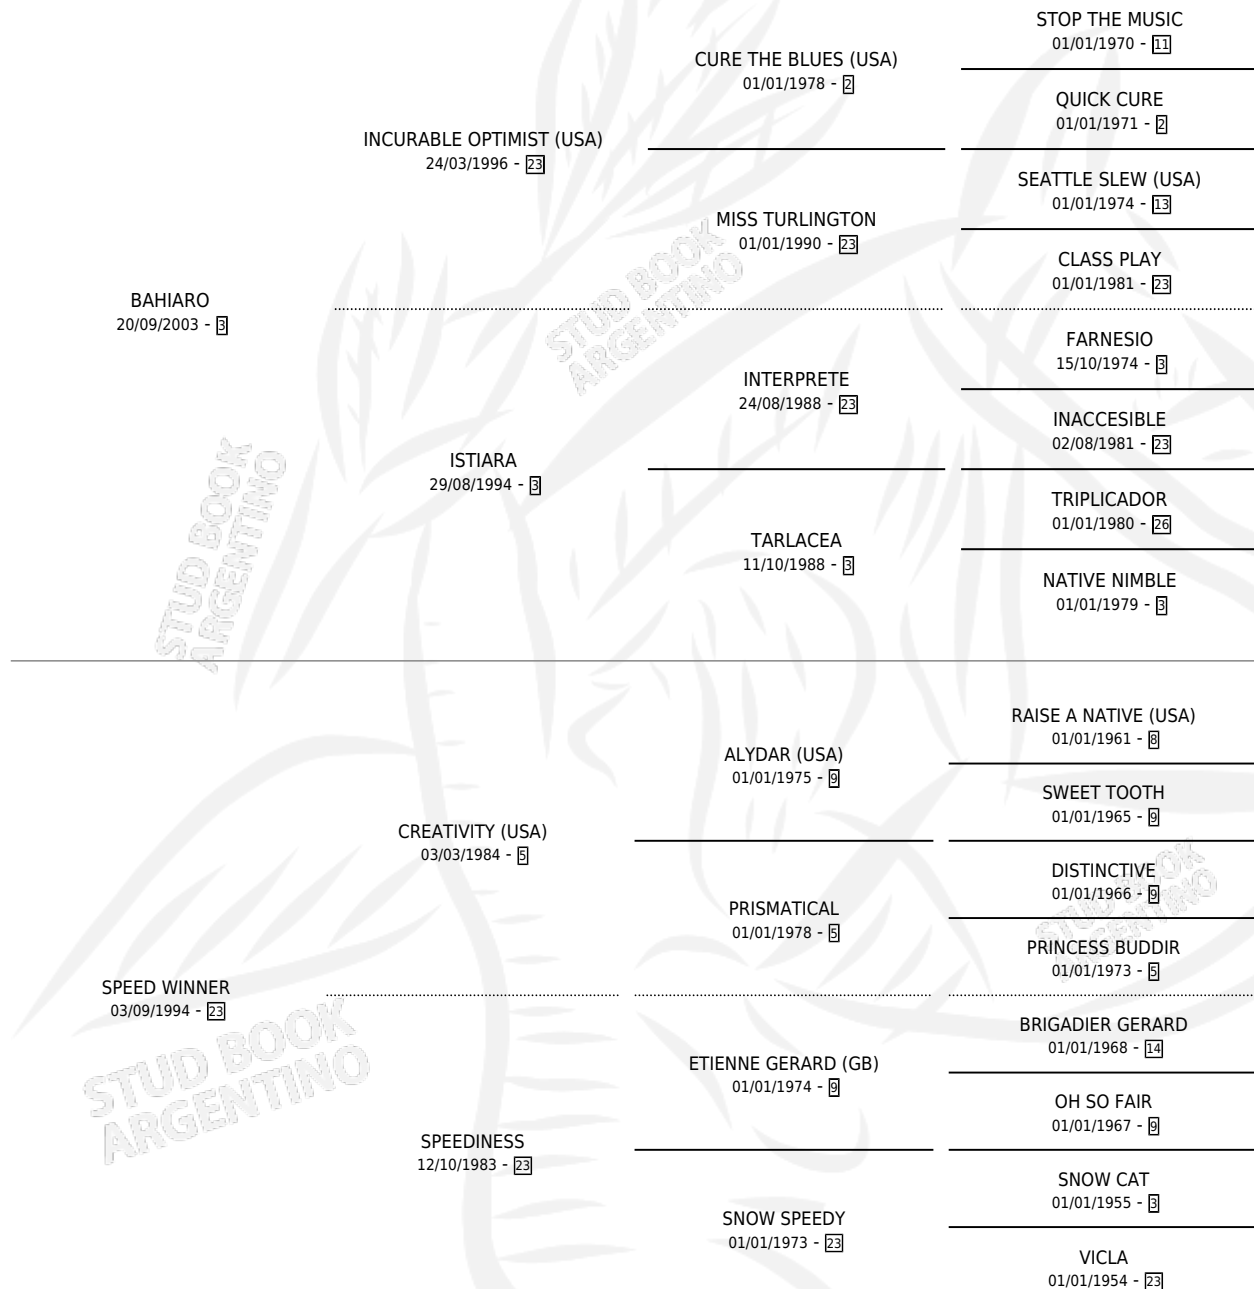 STOP THE MUSIC
01/01/1970 - 11
CURE THE BLUES (USA)
01/01/1978 - 2
QUICK CURE
01/01/1971 - 2
INCURABLE OPTIMIST (USA)
24/03/1996 - 23
SEATTLE SLEW (USA)
01/01/1974 - 13
MISS TURLINGTON
01/01/1990 - 23
CLASS PLAY
01/01/1981 - 23
BAHIARO
20/09/2003 - 3
FARNESIO
15/10/1974 - 3
INTERPRETE
24/08/1988 - 23
INACCESIBLE
02/08/1981 - 23
ISTIARA
29/08/1994 - 3
TRIPLICADOR
01/01/1980 - 26
TARLACEA
11/10/1988 - 3
NATIVE NIMBLE
01/01/1979 - 3
RAISE A NATIVE (USA)
01/01/1961 - 8
ALYDAR (USA)
01/01/1975 - 9
SWEET TOOTH
01/01/1965 - 9
CREATIVITY (USA)
03/03/1984 - 5
DISTINCTIVE
01/01/1966 - 9
PRISMATICAL
01/01/1978 - 5
PRINCESS BUDDIR
01/01/1973 - 5
SPEED WINNER
03/09/1994 - 23
BRIGADIER GERARD
01/01/1968 - 14
ETIENNE GERARD (GB)
01/01/1974 - 9
OH SO FAIR
01/01/1967 - 9
SPEEDINESS
12/10/1983 - 23
SNOW CAT
01/01/1955 - 3
SNOW SPEEDY
01/01/1973 - 23
VICLA
01/01/1954 - 23
STUD BOOK
ARGENTINO
STUD BOOK
ARGENTINO
STUD BOOK
ARGENTINO
STUD BOOK
ARGENTINO